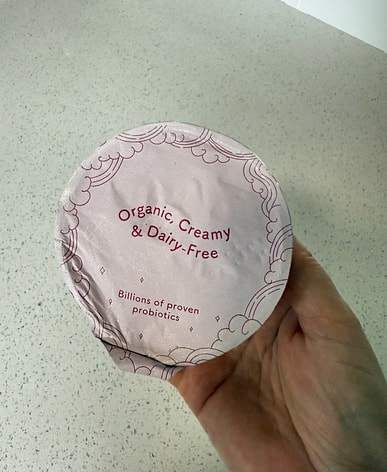 Organic, Creamy
& Dairy-Free
Billions of proven
probiotics